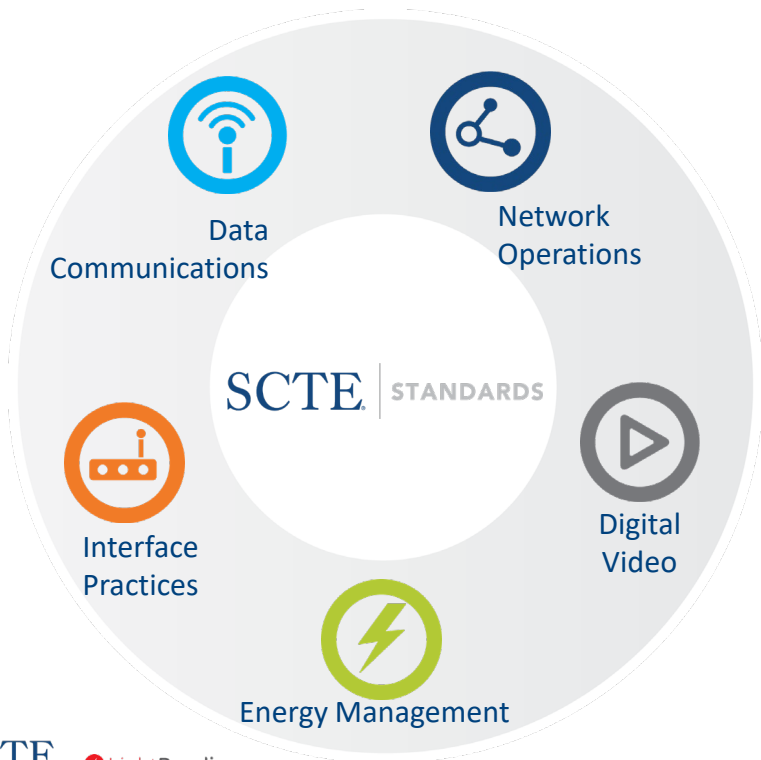 Data
Communications
Network
Operations
SCTE. STANDARDS
Interface
Practices
Digital
Video
Energy Management